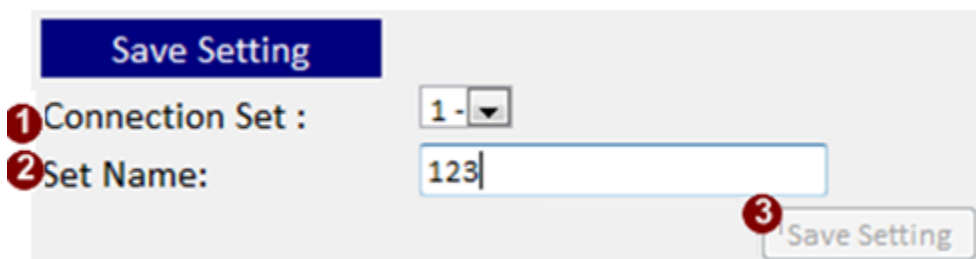 Save Setting
1 Connection Set : 1 -
2 Set Name: 123
3 Save Setting